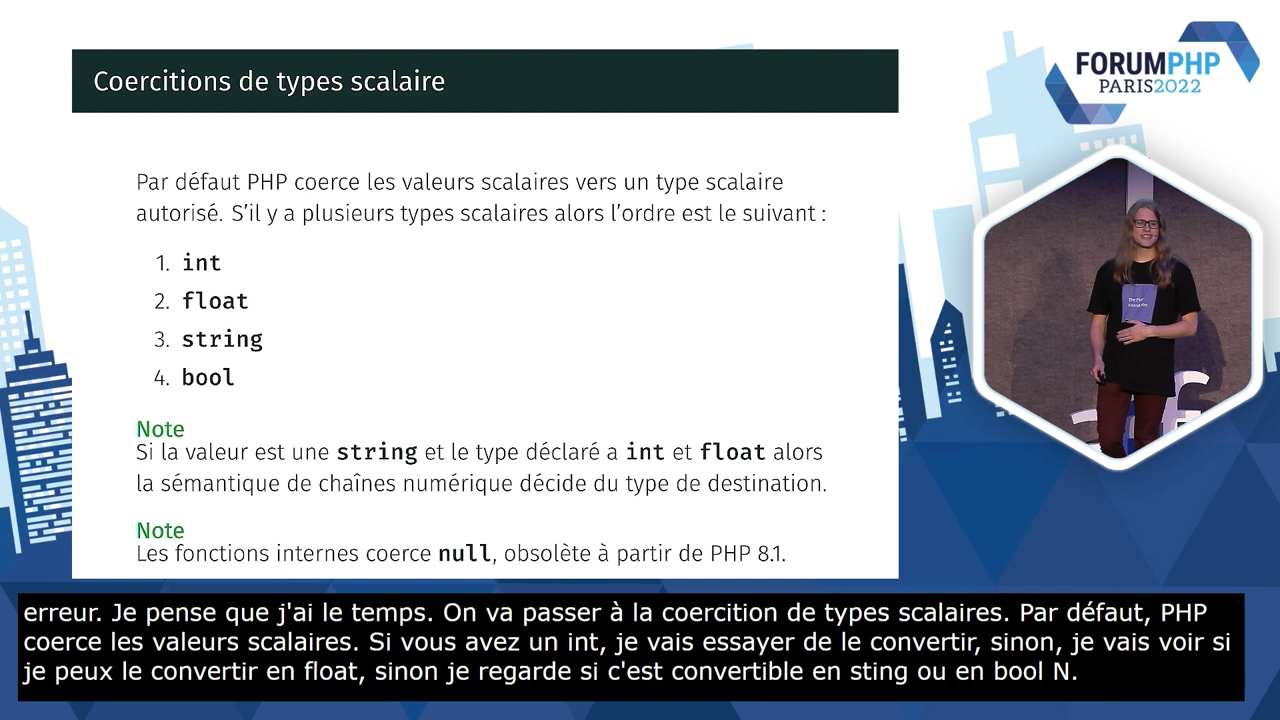 Coercitions de types scalaire
FORUMPHP
PARIS2022
Par défaut PHP coerce les valeurs scalaires vers un type scalaire
autorisé. S’il y a plusieurs types scalaires alors l’ordre est le suivant :
1. int
2. float
3. string
4. bool
Note
Si la valeur est une string et le type déclaré a int et float alors
la sémantique de chaînes numérique décide du type de destination.
Note
Les fonctions internes coerce null, obsolète à partir de PHP 8.1.
erreur. Je pense que j'ai le temps. On va passer à la coercition de types scalaires. Par défaut, PHP
coerce les valeurs scalaires. Si vous avez un int, je vais essayer de le convertir, sinon, je vais voir si
je peux le convertir en float, sinon je regarde si c'est convertible en sting ou en bool N.